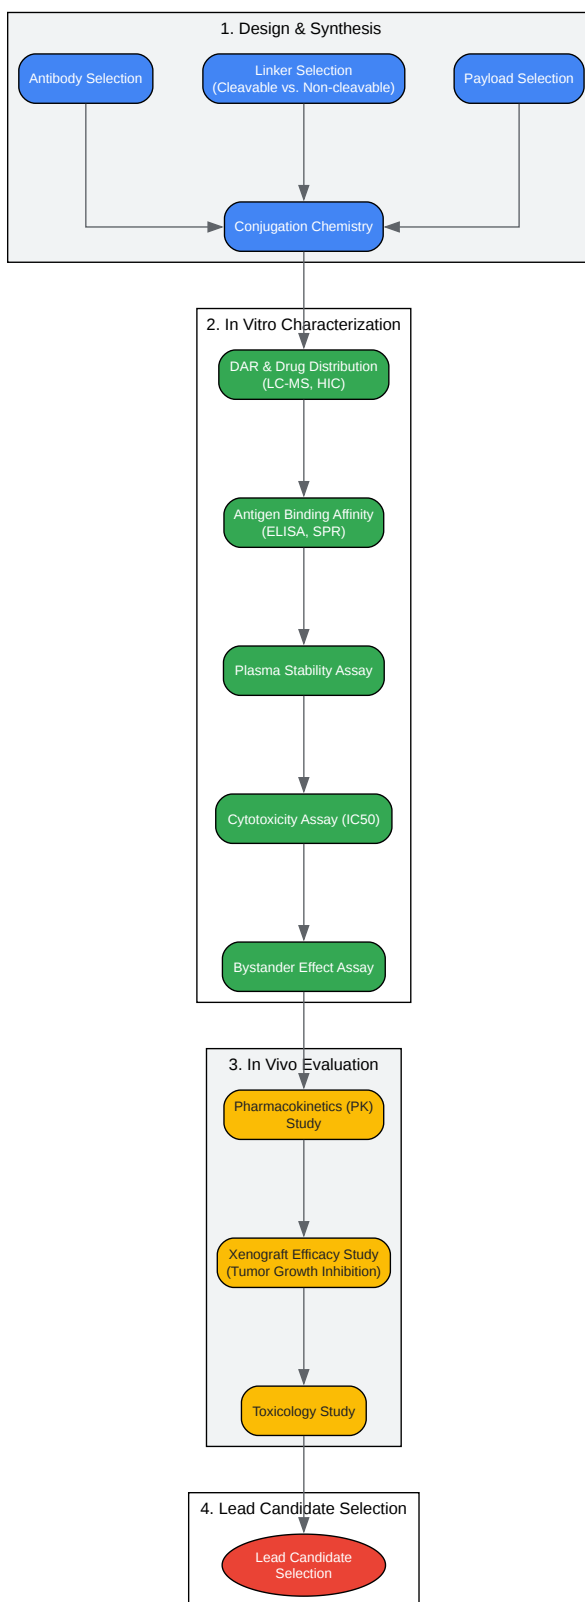 1. Design & Synthesis
Antibody Selection
Linker Selection
(Cleavable vs. Non-cleavable)
Payload Selection
Conjugation Chemistry
2. In Vitro Characterization
DAR & Drug Distribution
(LC-MS, HIC)
Antigen Binding Affinity
(ELISA, SPR)
Plasma Stability Assay
Cytotoxicity Assay (IC50)
Bystander Effect Assay
3. In Vivo Evaluation
Pharmacokinetics (PK)
Study
Xenograft Efficacy Study
(Tumor Growth Inhibition)
Toxicology Study
4. Lead Candidate Selection
Lead Candidate
Selection